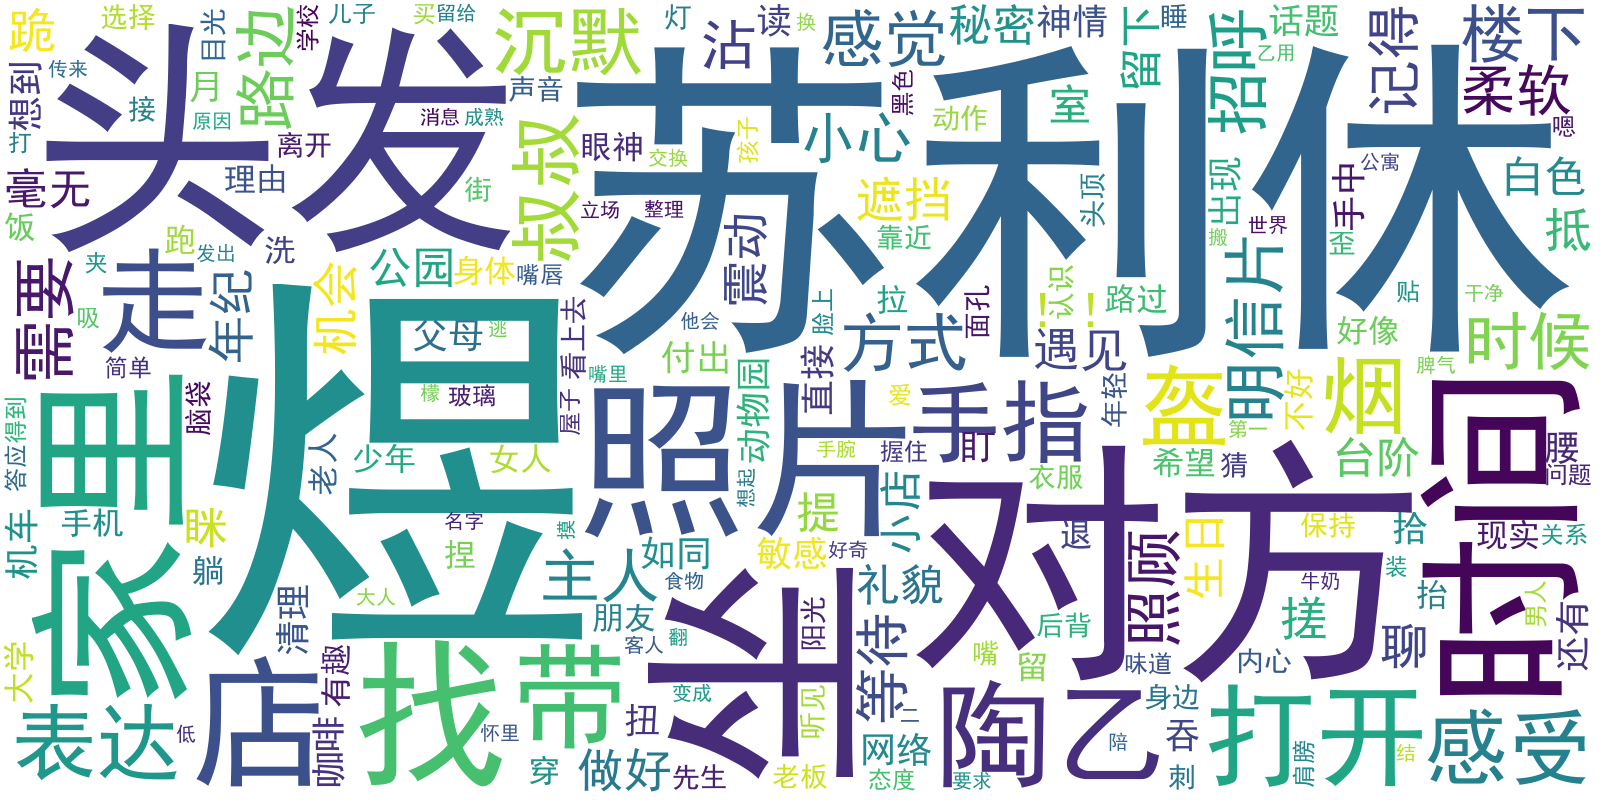 跪
选择
目光
学校
儿子
买
留给
沉默
灯
沾
读
换
感觉
秘密
神情
留下
睡
话题
乙用
记得
楼下
想到
传来
头发
路边
月
接
原因
打
离开
消息
成熟
声音
苏利休
黑色
动作
室
招呼
柔软
嗯
毫无
理由
街
叔叔
眼神
孩子
交换
小心
遮挡
头顶
出现
手中
公寓
白色
饭
跑
发出
洗
立场
整理
震动
靠近
搬
世界
歪
抵
需要
走
夹
年纪
机会
公园
身体
嘴唇
拉
面孔
！！
认识
路过
明信片
贴
干净
吸
简单
父母
逃
看上去
他会
脸上
方式
遇见
好像
时候
付出
嘴里
脾气
家里
脑袋
煜
檬
玻璃
屋子
照片
动物园
直接
爱
手指
年轻
盔
不好
烟
时间
答应得到
老人
少年
女人
想起
手腕
握住
盯
第一
希望
猜
台阶
腰
问题
机车
手机
眯
名字
摸
提
小店
衣服
对方
生日
保持
拾
现实
关系
躺
捏
主人
如同
敏感
好奇
退
照顾
装
清理
大人
朋友
食物
半
阳光
礼貌
后背
搓
牛奶
抬
男人
还有
大学
有趣
找
带
客人
翻
等待
嘴
留
味道
内心
聊
表达
低
店
咖啡
怀里
扭
变成
听见
二
陶乙
身边
打开
感受
穿
做好
先生
老板
网络
态度
要求
陪
吞
刺
肩膀
结